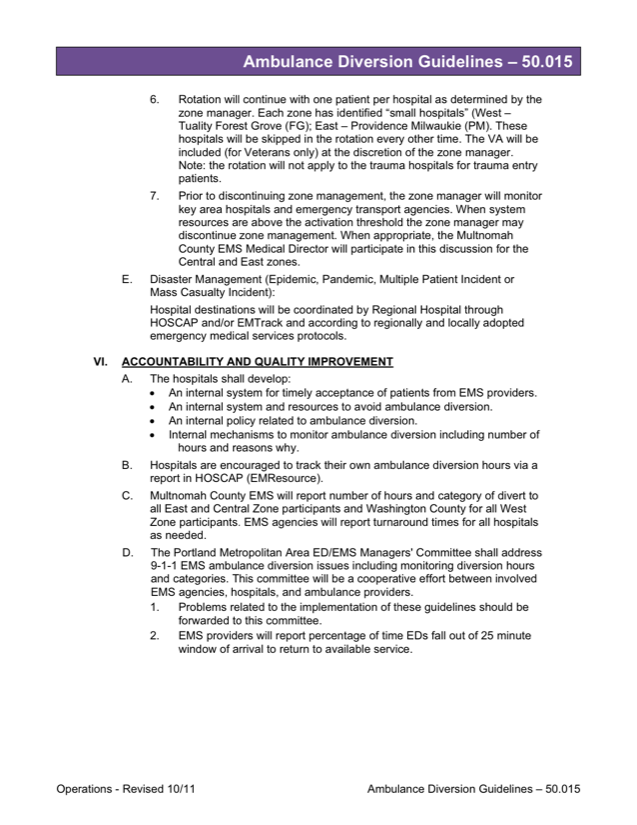 Ambulance Diversion Guidelines – 50.015
6. Rotation will continue with one patient per hospital as determined by the
zone manager. Each zone has identified “small hospitals” (West –
Tuality Forest Grove (FG); East – Providence Milwaukie (PM). These
hospitals will be skipped in the rotation every other time. The VA will be
included (for Veterans only) at the discretion of the zone manager.
Note: the rotation will not apply to the trauma hospitals for trauma entry
patients.
7. Prior to discontinuing zone management, the zone manager will monitor
key area hospitals and emergency transport agencies. When system
resources are above the activation threshold the zone manager may
discontinue zone management. When appropriate, the Multnomah
County EMS Medical Director will participate in this discussion for the
Central and East zones.
E. Disaster Management (Epidemic, Pandemic, Multiple Patient Incident or
Mass Casualty Incident):
Hospital destinations will be coordinated by Regional Hospital through
HOSCAP and/or EMTrack and according to regionally and locally adopted
emergency medical services protocols.
VI. ACCOUNTABILITY AND QUALITY IMPROVEMENT
A. The hospitals shall develop:
• An internal system for timely acceptance of patients from EMS providers.
• An internal system and resources to avoid ambulance diversion.
• An internal policy related to ambulance diversion.
• Internal mechanisms to monitor ambulance diversion including number of
hours and reasons why.
B. Hospitals are encouraged to track their own ambulance diversion hours via a
report in HOSCAP (EMResource).
C. Multnomah County EMS will report number of hours and category of divert to
all East and Central Zone participants and Washington County for all West
Zone participants. EMS agencies will report turnaround times for all hospitals
as needed.
D. The Portland Metropolitan Area ED/EMS Managers' Committee shall address
9-1-1 EMS ambulance diversion issues including monitoring diversion hours
and categories. This committee will be a cooperative effort between involved
EMS agencies, hospitals, and ambulance providers.
1. Problems related to the implementation of these guidelines should be
forwarded to this committee.
2. EMS providers will report percentage of time EDs fall out of 25 minute
window of arrival to return to available service.
Operations - Revised 10/11 Ambulance Diversion Guidelines – 50.015